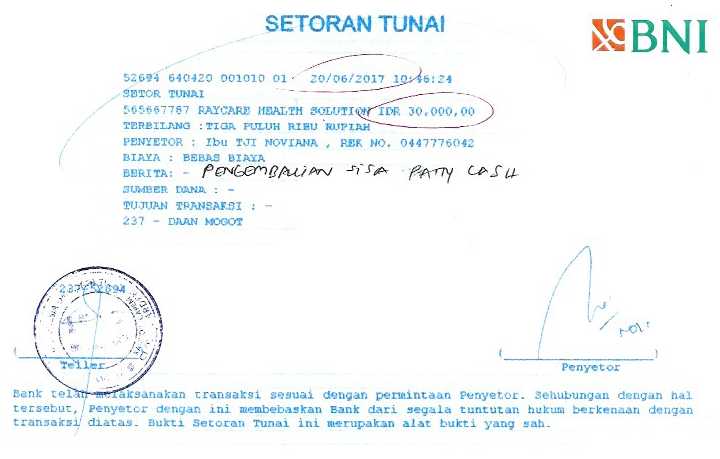 SETORAN TUNAI
BNI
52694 640420 001010 01 20/06/2017 10:46:24
SETOR TUNAI
565667787 RAYCARE HEALTH SOLUTION IDR 30,000,00
TERBILANG :TIGA PULUH RIBU RUPIAH
PENYETOR : Ibu TJI NOVIANA , REK NO. 0447776042
BIAYA : BEBAS BIAYA
BERITA: - PENGEMBALIAN SISA PATTY CASH
SUMBER DANA : -
TUJUAN TRANSAKSI : -
237 - DAAN MOGOT
237 52694
Teller
Penyetor
Bank telah melaksanakan transaksi sesuai dengan permintaan Penyetor. Sehubungan dengan hal
tersebut, Penyetor dengan ini membebaskan Bank dari segala tuntutan hukum berkenaan dengan
transaksi diatas. Bukti Setoran Tunai ini merupakan alat bukti yang sah.